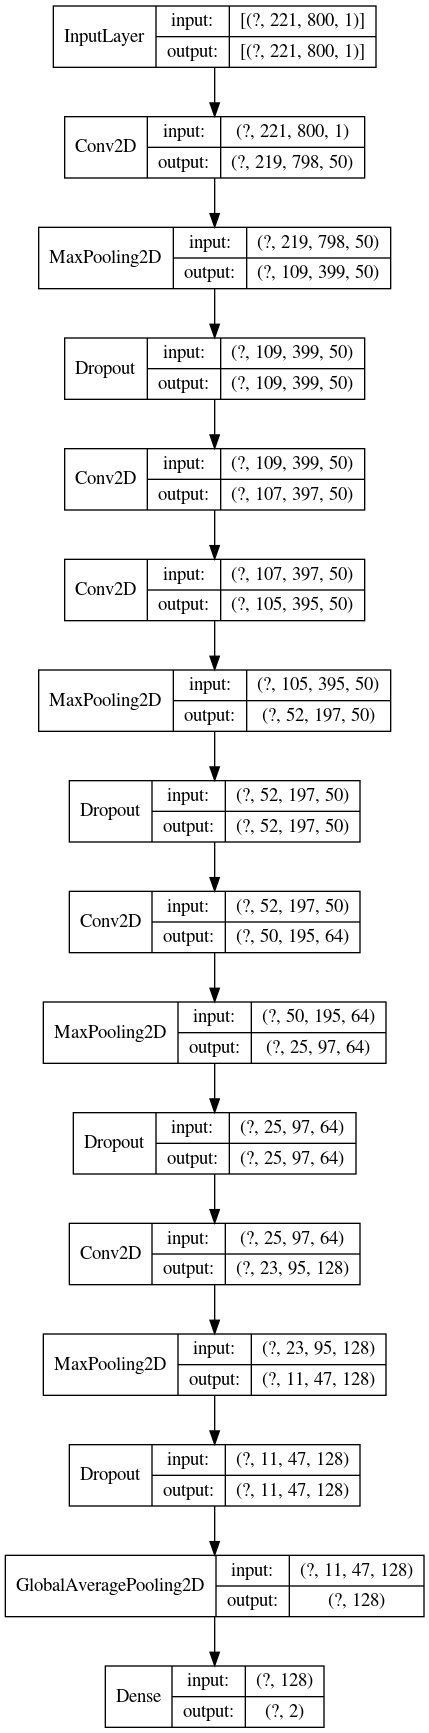 InputLayer
input: [(?, 221, 800, 1)]
output: [(?, 221, 800, 1)]
Conv2D
input: (?, 221, 800, 1)
output: (?, 219, 798, 50)
MaxPooling2D
input: (?, 219, 798, 50)
output: (?, 109, 399, 50)
Dropout
input: (?, 109, 399, 50)
output: (?, 109, 399, 50)
Conv2D
input: (?, 109, 399, 50)
output: (?, 107, 397, 50)
Conv2D
input: (?, 107, 397, 50)
output: (?, 105, 395, 50)
MaxPooling2D
input: (?, 105, 395, 50)
output: (?, 52, 197, 50)
Dropout
input: (?, 52, 197, 50)
output: (?, 52, 197, 50)
Conv2D
input: (?, 52, 197, 50)
output: (?, 50, 195, 64)
MaxPooling2D
input: (?, 50, 195, 64)
output: (?, 25, 97, 64)
Dropout
input: (?, 25, 97, 64)
output: (?, 25, 97, 64)
Conv2D
input: (?, 25, 97, 64)
output: (?, 23, 95, 128)
MaxPooling2D
input: (?, 23, 95, 128)
output: (?, 11, 47, 128)
Dropout
input: (?, 11, 47, 128)
output: (?, 11, 47, 128)
GlobalAveragePooling2D
input: (?, 11, 47, 128)
output: (?, 128)
Dense
input: (?, 128)
output: (?, 2)